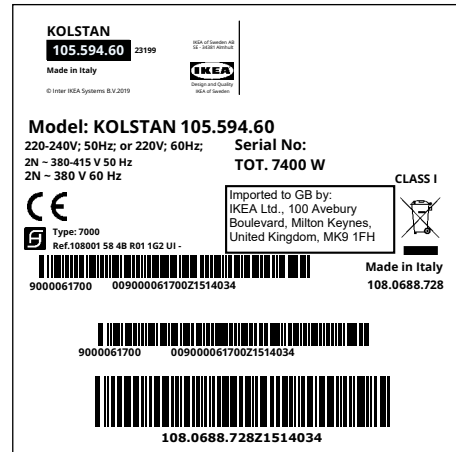 KOLSTAN
105.594.60 23199
Made in Italy
© Inter IKEA Systems B.V.2019
IKEA of Sweden AB
SE - 34381 Älmhult
IKEA
Design and Quality
IKEA of Sweden
Model: KOLSTAN 105.594.60
220-240V; 50Hz; or 220V; 60Hz;
Serial No:
2N ~ 380-415 V 50 Hz
TOT. 7400 W
2N ~ 380 V 60 Hz
CLASS I
CE
Imported to GB by:
IKEA Ltd., 100 Avebury
Boulevard, Milton Keynes,
United Kingdom, MK9 1FH
Type: 7000
Ref.108001 58 4B R01 1G2 UI -
Made in Italy
9000061700 009000061700Z1514034
108.0688.728
9000061700 009000061700Z1514034
108.0688.728Z1514034